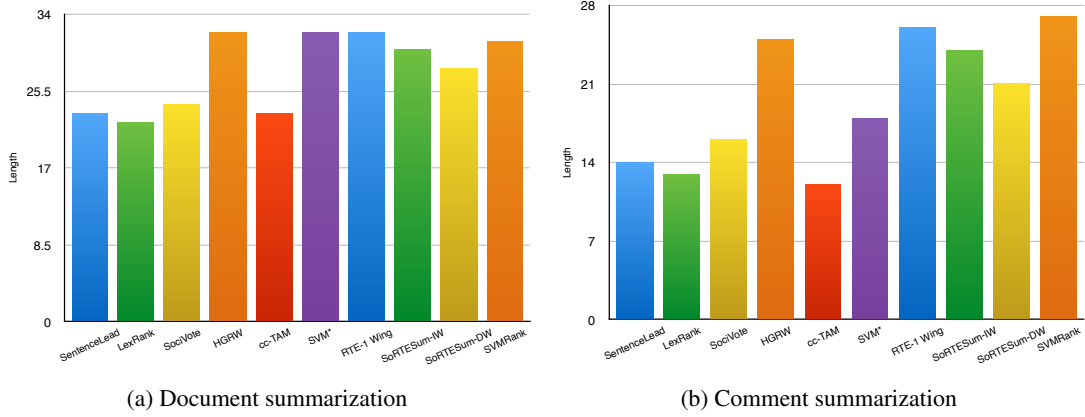 34
25.5
17
8.5
0
Length
SentenceLead
LexRank
SociVote
HGRW
cc-TAM
SVM*
RTE-1 Wing
SoRTESum-IW
SoRTESum-DW
SVMRank
(a) Document summarization
28
21
14
7
0
Length
SentenceLead
LexRank
SociVote
HGRW
cc-TAM
SVM*
RTE-1 Wing
SoRTESum-IW
SoRTESum-DW
SVMRank
(b) Comment summarization